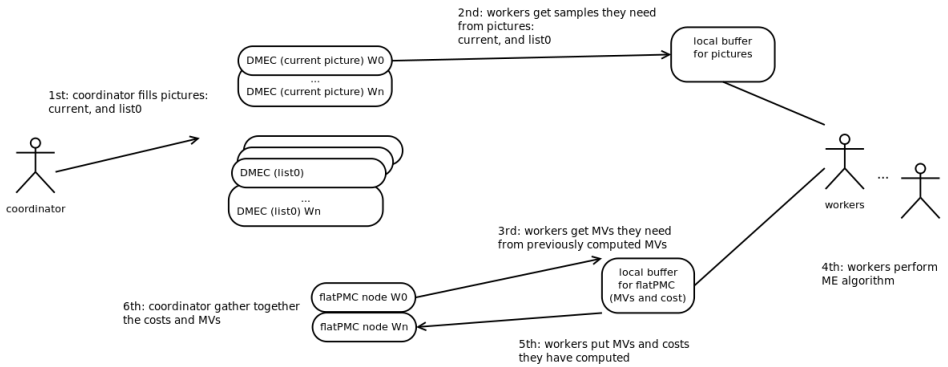 2nd: workers get samples they need
from pictures:
current, and list0
local buffer
for pictures
DMEC (current picture) W0
...
DMEC (current picture) Wn
1st: coordinator fills pictures:
current, and list0
coordinator
DMEC (list0)
...
DMEC (list0) Wn
workers
...
3rd: workers get MVs they need
from previously computed MVs
local buffer
for flatPMC
(MVs and cost)
4th: workers perform
ME algorithm
6th: coordinator gather together
the costs and MVs
flatPMC node W0
flatPMC node Wn
5th: workers put MVs and costs
they have computed